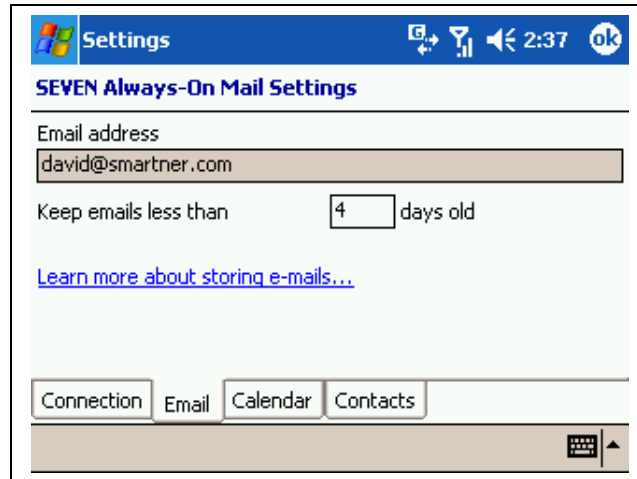 Settings G 2:37 ok
SEVEN Always-On Mail Settings
Email address
david@smartner.com
Keep emails less than 4 days old
Learn more about storing e-mails...
Connection Email Calendar Contacts